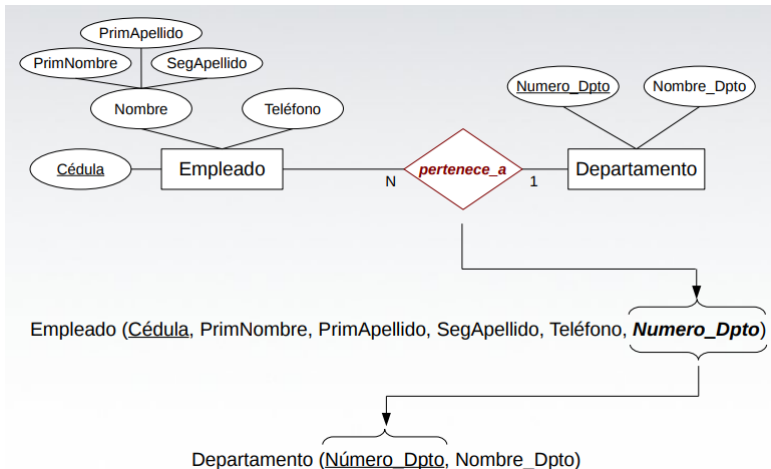 PrimApellido
PrimNombre
SegApellido
Nombre
Teléfono
Numero_Dpto
Nombre_Dpto
Cédula
Empleado
N
pertenece_a
1
Departamento
Empleado (Cédula, PrimNombre, PrimApellido, SegApellido, Teléfono, Numero_Dpto)
Departamento (Número_Dpto, Nombre_Dpto)